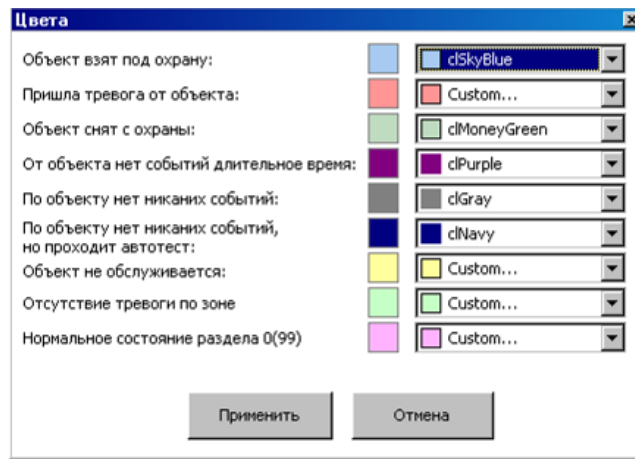 Цвета
Объект взят под охрану: clSkyBlue
Пришла тревога от объекта: Custom...
Объект снят с охраны: clMoneyGreen
От объекта нет событий длительное время: clPurple
По объекту нет никаних событий: clGray
По объекту нет никаних событий,
но проходит автотест: clNavy
Объект не обслуживается: Custom...
Отсутствие тревоги по зоне Custom...
Нормальное состояние раздела 0(99) Custom...
Применить Отмена